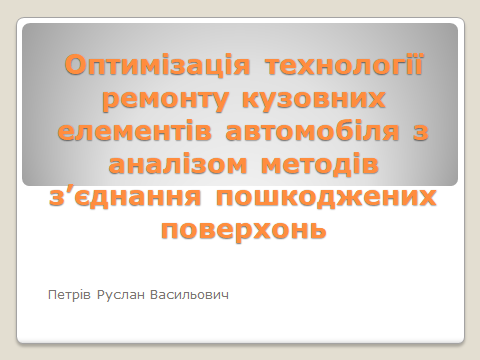 Оптимізація технології
ремонту кузовних
елементів автомобіля з
аналізом методів
з’єднання пошкоджених
поверхонь
Петрів Руслан Васильович